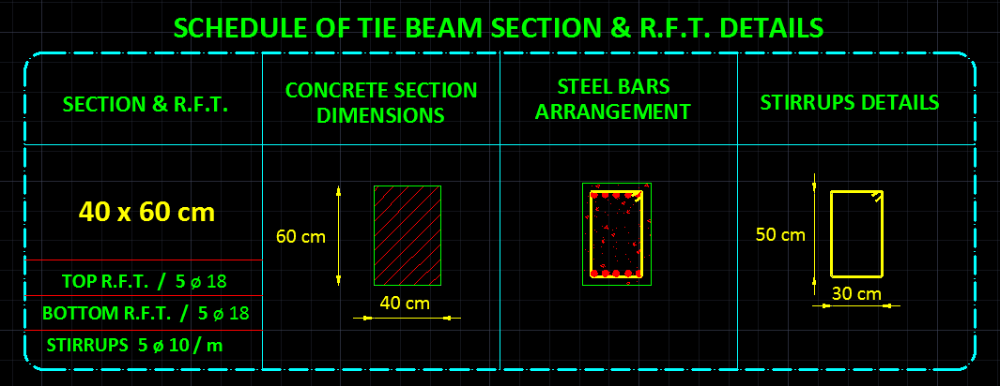 SCHEDULE OF TIE BEAM SECTION & R.F.T. DETAILS
SECTION & R.F.T.
CONCRETE SECTION
DIMENSIONS
STEEL BARS
ARRANGEMENT
STIRRUPS DETAILS
40 x 60 cm
TOP R.F.T. / 5 ø 18
BOTTOM R.F.T. / 5 ø 18
STIRRUPS 5 ø 10 / m
60 cm
40 cm
50 cm
30 cm